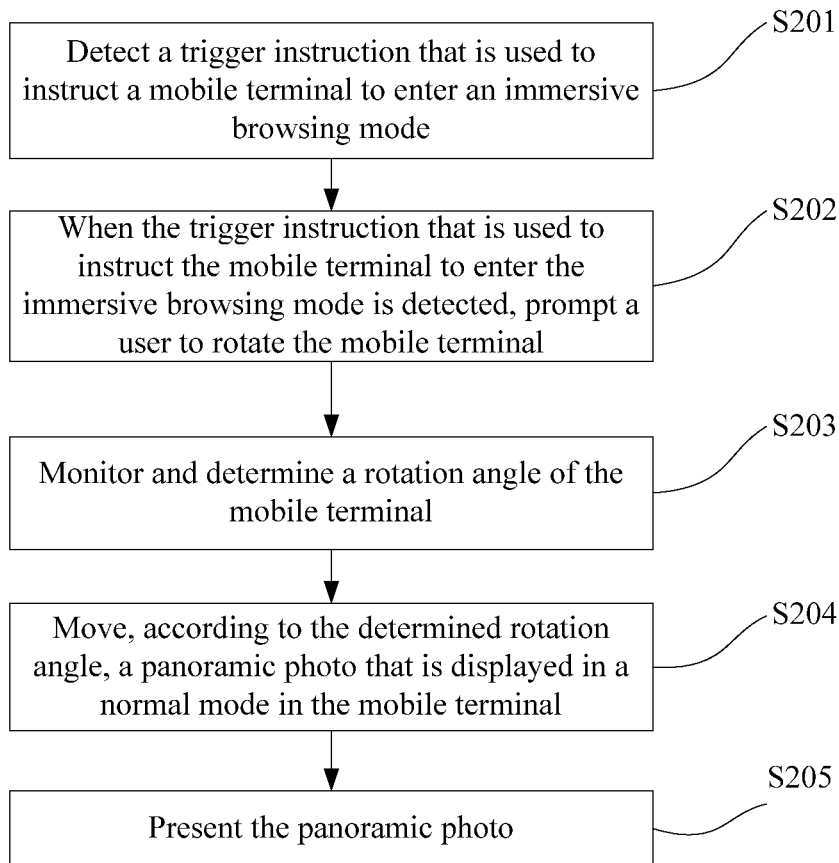 S201
Detect a trigger instruction that is used to
instruct a mobile terminal to enter an immersive
browsing mode
S202
When the trigger instruction that is used to
instruct the mobile terminal to enter the
immersive browsing mode is detected, prompt a
user to rotate the mobile terminal
S203
Monitor and determine a rotation angle of the
mobile terminal
S204
Move, according to the determined rotation
angle, a panoramic photo that is displayed in a
normal mode in the mobile terminal
S205
Present the panoramic photo